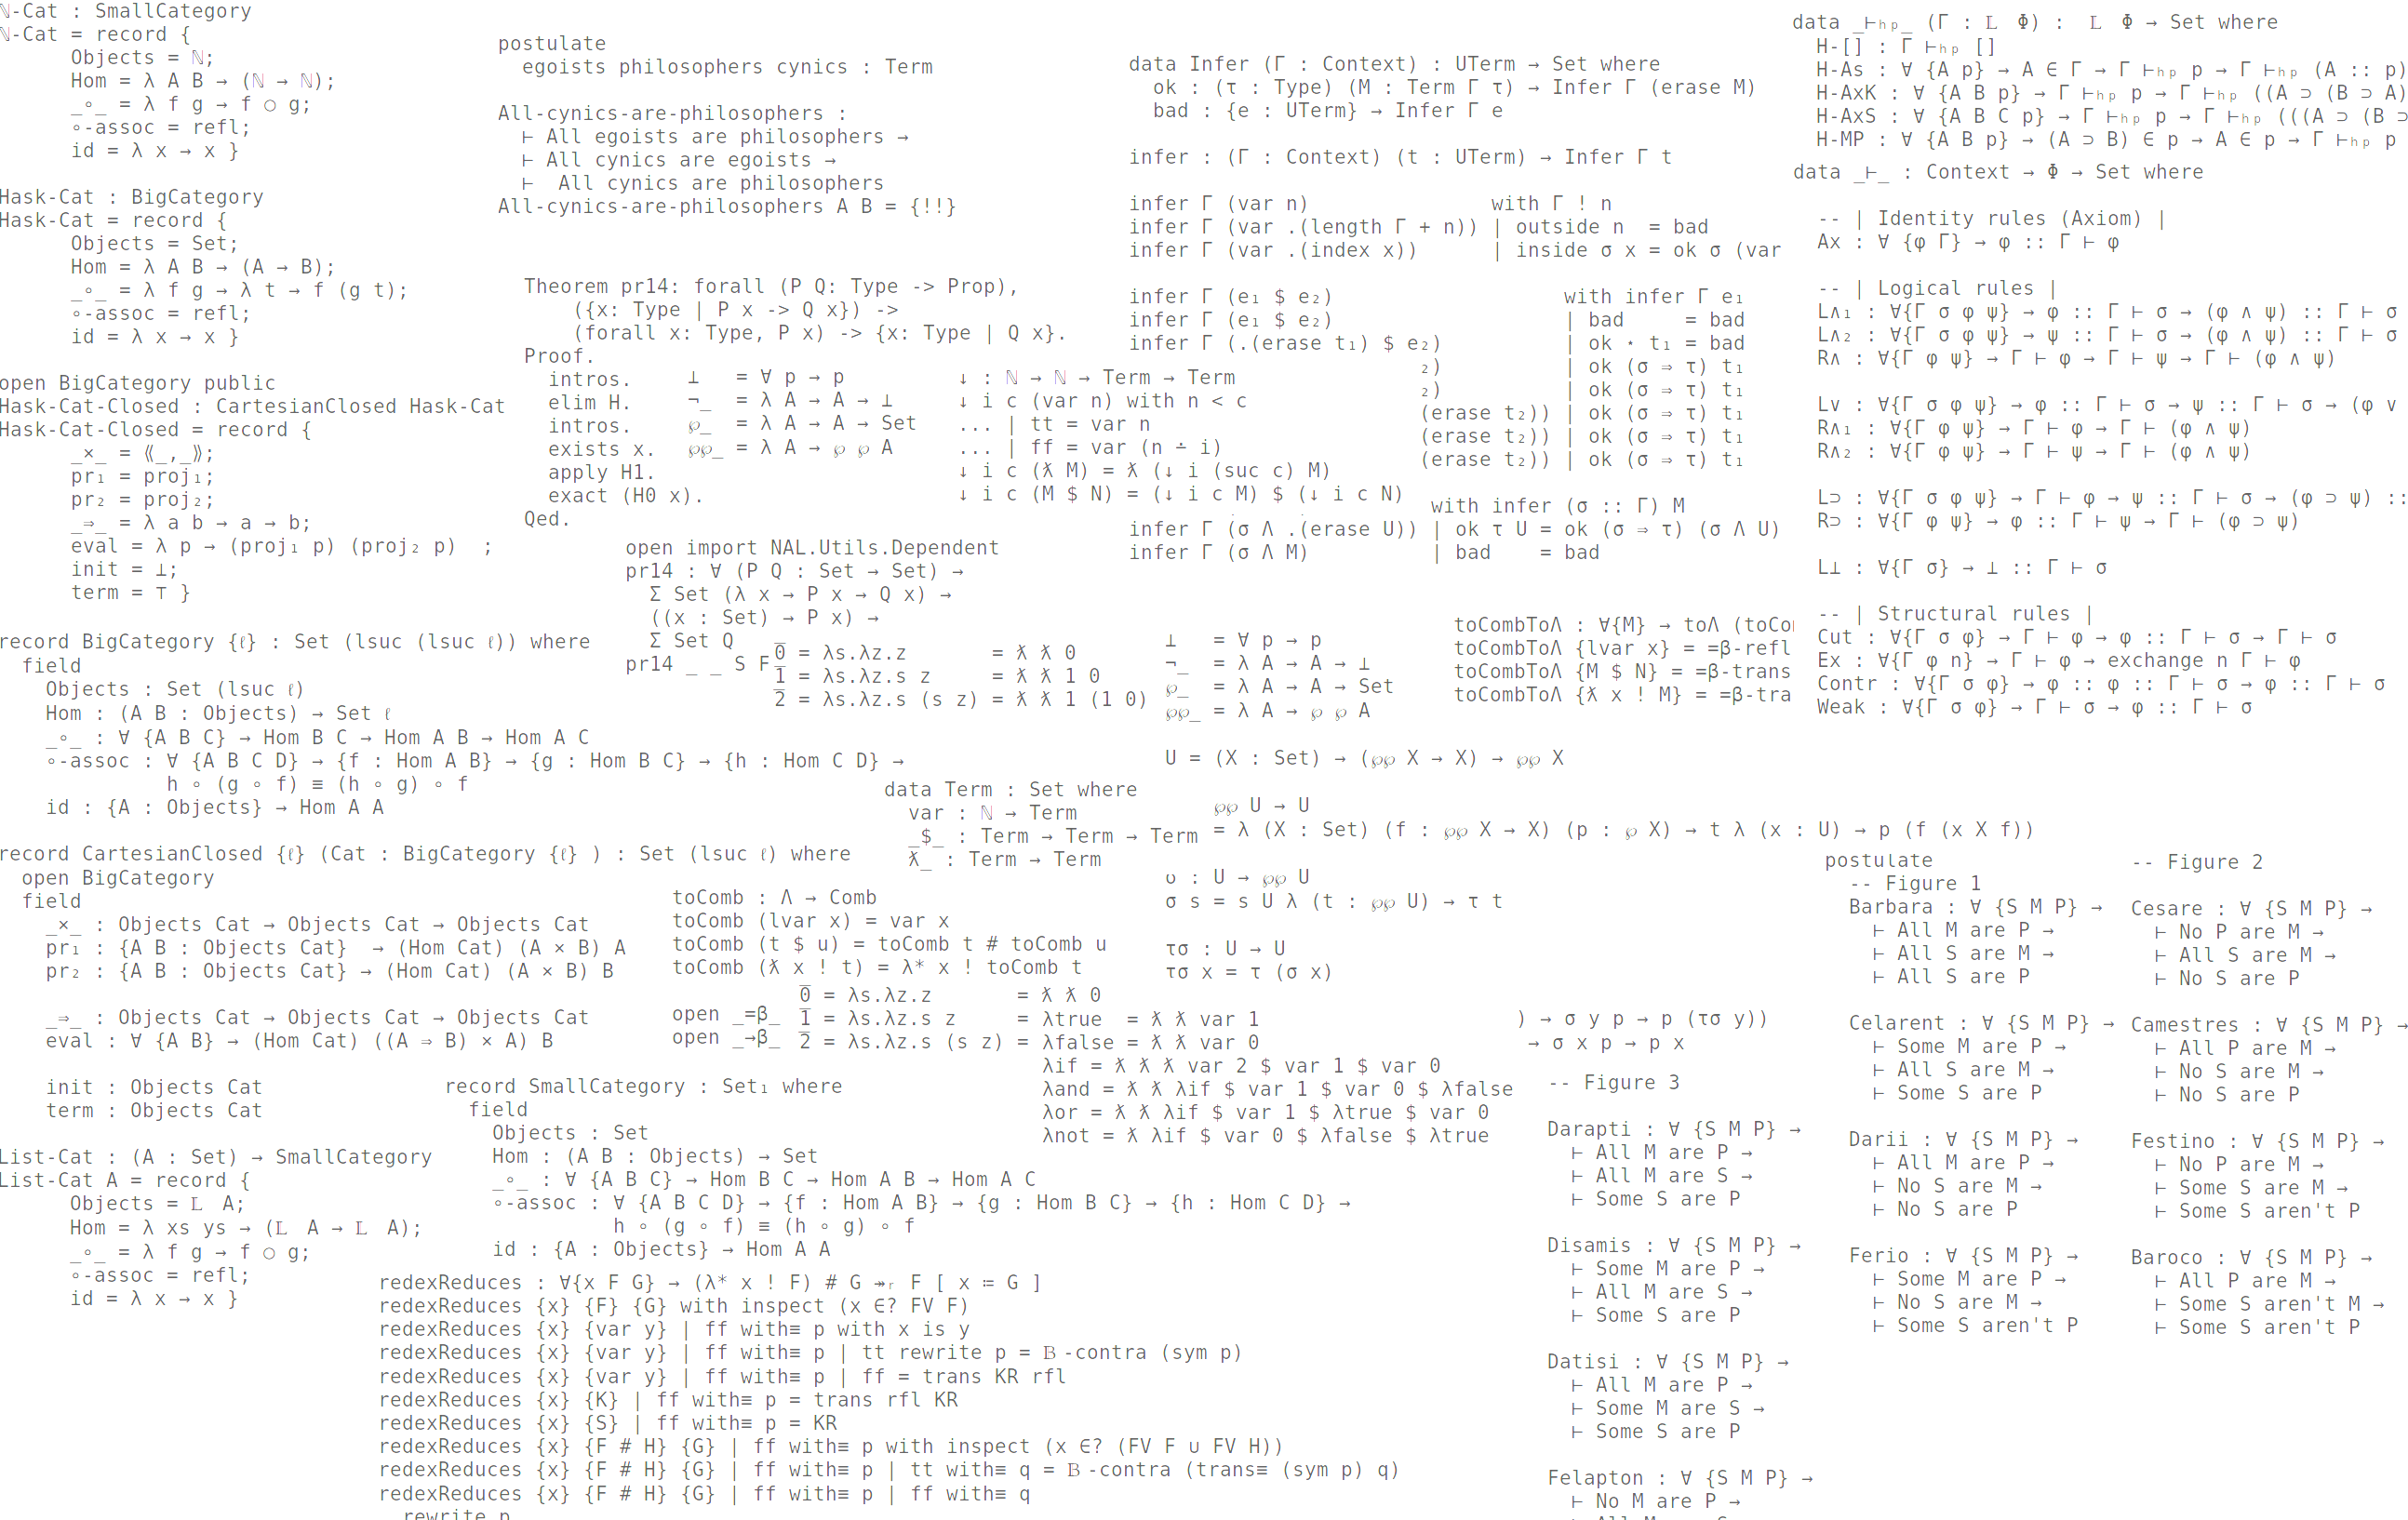 ℕ-Cat : SmallCategory
ℕ-Cat = record {
Objects = ℕ;
Hom = λ A B → (ℕ → ℕ);
_∘_ = λ f g → f ○ g;
∘-assoc = refl;
id = λ x → x }
Hask-Cat : BigCategory
Hask-Cat = record {
Objects = Set;
Hom = λ A B → (A → B);
_∘_ = λ f g → λ t → f (g t);
∘-assoc = refl;
id = λ x → x }
open BigCategory public
Hask-Cat-Closed : CartesianClosed Hask-Cat
Hask-Cat-Closed = record {
_×_ = ⟪_,_⟫;
pr₁ = proj₁;
pr₂ = proj₂;
_⇒_ = λ a b → a → b;
eval = λ p → (proj₁ p) (proj₂ p)  ;
init = ⊥;
term = ⊤ }
record BigCategory {ℓ} : Set (lsuc (lsuc ℓ)) where
field
Objects : Set (lsuc ℓ)
Hom : (A B : Objects) → Set ℓ
_∘_ : ∀ {A B C} → Hom B C → Hom A B → Hom A C
∘-assoc : ∀ {A B C D} → {f : Hom A B} → {g : Hom B C} → {h : Hom C D} →
h ∘ (g ∘ f) ≡ (h ∘ g) ∘ f
id : {A : Objects} → Hom A A
record CartesianClosed {ℓ} (Cat : BigCategory {ℓ} ) : Set (lsuc ℓ) where
open BigCategory
field
_×_ : Objects Cat → Objects Cat → Objects Cat
pr₁ : {A B : Objects Cat}  → (Hom Cat) (A × B) A
pr₂ : {A B : Objects Cat} → (Hom Cat) (A × B) B
_⇒_ : Objects Cat → Objects Cat → Objects Cat
eval : ∀ {A B} → (Hom Cat) ((A ⇒ B) × A) B
init : Objects Cat
term : Objects Cat
List-Cat : (A : Set) → SmallCategory
List-Cat A = record {
Objects = 𝕃 A;
Hom = λ xs ys → (𝕃 A → 𝕃 A);
_∘_ = λ f g → f ○ g;
∘-assoc = refl;
id = λ x → x }
postulate
egoists philosophers cynics : Term
All-cynics-are-philosophers :
⊢ All egoists are philosophers →
⊢ All cynics are egoists →
⊢  All cynics are philosophers
All-cynics-are-philosophers A B = {!!}
Theorem pr14: forall (P Q: Type -> Prop),
({x: Type | P x -> Q x}) ->
(forall x: Type, P x) -> {x: Type | Q x}.
Proof.
intros.
elim H.
intros.
exists x.
apply H1.
exact (H0 x).
Qed.
⊥   = ∀ p → p
¬_  = λ A → A → ⊥
℘_  = λ A → A → Set
℘℘_ = λ A → ℘ ℘ A
↓ : ℕ → ℕ → Term → Term
↓ i c (var n) with n < c
... | tt = var n
... | ff = var (n ∸ i)
↓ i c (ƛ M) = ƛ (↓ i (suc c) M)
↓ i c (M $ N) = (↓ i c M) $ (↓ i c N)
open import NAL.Utils.Dependent
pr14 : ∀ (P Q : Set → Set) →
Σ Set (λ x → P x → Q x) →
((x : Set) → P x) →
Σ Set Q
pr14 _ _ S F
0̅ = λs.λz.z       = ƛ ƛ 0
1̅ = λs.λz.s z     = ƛ ƛ 1 0
2̅ = λs.λz.s (s z) = ƛ ƛ 1 (1 0)
data Term : Set where
var : ℕ → Term
_$_ : Term → Term → Term
ƛ_ : Term → Term
toComb : Λ → Comb
toComb (lvar x) = var x
toComb (t $ u) = toComb t # toComb u
toComb (ƛ x ! t) = λ* x ! toComb t
open _=β_
open _→β_
0̅ = λs.λz.z       = ƛ ƛ 0
1̅ = λs.λz.s z     =
2̅ = λs.λz.s (s z) =
λtrue  = ƛ ƛ var 1
λfalse = ƛ ƛ var 0
λif = ƛ ƛ ƛ var 2 $ var 1 $ var 0
λand = ƛ ƛ λif $ var 1 $ var 0 $ λfalse
λor = ƛ ƛ λif $ var 1 $ λtrue $ var 0
λnot = ƛ λif $ var 0 $ λfalse $ λtrue
record SmallCategory : Set₁ where
field
Objects : Set
Hom : (A B : Objects) → Set
_∘_ : ∀ {A B C} → Hom B C → Hom A B → Hom A C
∘-assoc : ∀ {A B C D} → {f : Hom A B} → {g : Hom B C} → {h : Hom C D} →
h ∘ (g ∘ f) ≡ (h ∘ g) ∘ f
id : {A : Objects} → Hom A A
redexReduces : ∀{x F G} → (λ* x ! F) # G ↠ᵣ F [ x ≔ G ]
redexReduces {x} {F} {G} with inspect (x ∈? FV F)
redexReduces {x} {var y} | ff with≡ p with x is y
redexReduces {x} {var y} | ff with≡ p | tt rewrite p = 𝔹-contra (sym p)
redexReduces {x} {var y} | ff with≡ p | ff = trans KR rfl
redexReduces {x} {K} | ff with≡ p = trans rfl KR
redexReduces {x} {S} | ff with≡ p = KR
redexReduces {x} {F # H} {G} | ff with≡ p with inspect (x ∈? (FV F ∪ FV H))
redexReduces {x} {F # H} {G} | ff with≡ p | tt with≡ q = 𝔹-contra (trans≡ (sym p) q)
redexReduces {x} {F # H} {G} | ff with≡ p | ff with≡ q
rewrite p
data Infer (Γ : Context) : UTerm → Set where
ok : (τ : Type) (M : Term Γ τ) → Infer Γ (erase M)
bad : {e : UTerm} → Infer Γ e
infer : (Γ : Context) (t : UTerm) → Infer Γ t
infer Γ (var n)               with Γ ! n
infer Γ (var .(length Γ + n)) | outside n  = bad
infer Γ (var .(index x))      | inside σ x = ok σ (var
infer Γ (e₁ $ e₂)                   with infer Γ e₁
infer Γ (e₁ $ e₂)                   | bad     = bad
infer Γ (.(erase t₁) $ e₂)          | ok ⋆ t₁ = bad
₂)          | ok (σ ⇒ τ) t₁
₂)          | ok (σ ⇒ τ) t₁
(erase t₂)) | ok (σ ⇒ τ) t₁
(erase t₂)) | ok (σ ⇒ τ) t₁
(erase t₂)) | ok (σ ⇒ τ) t₁
with infer (σ :: Γ) M
infer Γ (σ Λ .(erase U)) | ok τ U = ok (σ ⇒ τ) (σ Λ U)
infer Γ (σ Λ M)          | bad    = bad
⊥   = ∀ p → p
¬_  = λ A → A → ⊥
℘_  = λ A → A → Set
℘℘_ = λ A → ℘ ℘ A
U = (X : Set) → (℘℘ X → X) → ℘℘ X
℘℘ U → U
= λ (X : Set) (f : ℘℘ X → X) (p : ℘ X) → t λ (x : U) → p (f (x X f))
: U → ℘℘ U
σ s = s U λ (t : ℘℘ U) → τ t
τσ : U → U
τσ x = τ (σ x)
) → σ y p → p (τσ y))
→ σ x p → p x
toCombToΛ : ∀{M} → toΛ (toCo
toCombToΛ {lvar x} = =β-refl
toCombToΛ {M $ N} = =β-trans
toCombToΛ {ƛ x ! M} = =β-tra
data _⊢ₕₚ_ (Γ : 𝕃 Φ) :  𝕃 Φ → Set where
H-[] : Γ ⊢ₕₚ []
H-As : ∀ {A p} → A ∈ Γ → Γ ⊢ₕₚ p → Γ ⊢ₕₚ (A :: p)
H-AxK : ∀ {A B p} → Γ ⊢ₕₚ p → Γ ⊢ₕₚ ((A ⊃ (B ⊃ A)
H-AxS : ∀ {A B C p} → Γ ⊢ₕₚ p → Γ ⊢ₕₚ (((A ⊃ (B ⊃
H-MP : ∀ {A B p} → (A ⊃ B) ∈ p → A ∈ p → Γ ⊢ₕₚ p
data _⊢_ : Context → Φ → Set where
-- | Identity rules (Axiom) |
Ax : ∀ {φ Γ} → φ :: Γ ⊢ φ
-- | Logical rules |
L∧₁ : ∀{Γ σ φ ψ} → φ :: Γ ⊢ σ → (φ ∧ ψ) :: Γ ⊢ σ
L∧₂ : ∀{Γ σ φ ψ} → ψ :: Γ ⊢ σ → (φ ∧ ψ) :: Γ ⊢ σ
R∧ : ∀{Γ φ ψ} → Γ ⊢ φ → Γ ⊢ ψ → Γ ⊢ (φ ∧ ψ)
L∨ : ∀{Γ σ φ ψ} → φ :: Γ ⊢ σ → ψ :: Γ ⊢ σ → (φ ∨
R∧₁ : ∀{Γ φ ψ} → Γ ⊢ φ → Γ ⊢ (φ ∧ ψ)
R∧₂ : ∀{Γ φ ψ} → Γ ⊢ ψ → Γ ⊢ (φ ∧ ψ)
L⊃ : ∀{Γ σ φ ψ} → Γ ⊢ φ → ψ :: Γ ⊢ σ → (φ ⊃ ψ) ::
R⊃ : ∀{Γ φ ψ} → φ :: Γ ⊢ ψ → Γ ⊢ (φ ⊃ ψ)
L⊥ : ∀{Γ σ} → ⊥ :: Γ ⊢ σ
-- | Structural rules |
Cut : ∀{Γ σ φ} → Γ ⊢ φ → φ :: Γ ⊢ σ → Γ ⊢ σ
Ex : ∀{Γ φ n} → Γ ⊢ φ → exchange n Γ ⊢ φ
Contr : ∀{Γ σ φ} → φ :: φ :: Γ ⊢ σ → φ :: Γ ⊢ σ
Weak : ∀{Γ σ φ} → Γ ⊢ σ → φ :: Γ ⊢ σ
postulate
-- Figure 1
Barbara : ∀ {S M P} →
⊢ All M are P →
⊢ All S are M →
⊢ All S are P
Celarent : ∀ {S M P} →
⊢ Some M are P →
⊢ All S are M →
⊢ Some S are P
Darii : ∀ {S M P} →
⊢ All M are P →
⊢ No S are M →
⊢ No S are P
Ferio : ∀ {S M P} →
⊢ Some M are P →
⊢ No S are M →
⊢ Some S aren't P
-- Figure 2
Cesare : ∀ {S M P} →
⊢ No P are M →
⊢ All S are M →
⊢ No S are P
Camestres : ∀ {S M P} →
⊢ All P are M →
⊢ No S are M →
⊢ No S are P
Festino : ∀ {S M P} →
⊢ No P are M →
⊢ Some S are M →
⊢ Some S aren't P
Baroco : ∀ {S M P} →
⊢ All P are M →
⊢ Some S aren't M →
⊢ Some S aren't P
-- Figure 3
Darapti : ∀ {S M P} →
⊢ All M are P →
⊢ All M are S →
⊢ Some S are P
Disamis : ∀ {S M P} →
⊢ Some M are P →
⊢ All M are S →
⊢ Some S are P
Datisi : ∀ {S M P} →
⊢ All M are P →
⊢ Some M are S →
⊢ Some S are P
Felapton : ∀ {S M P} →
⊢ No M are P →